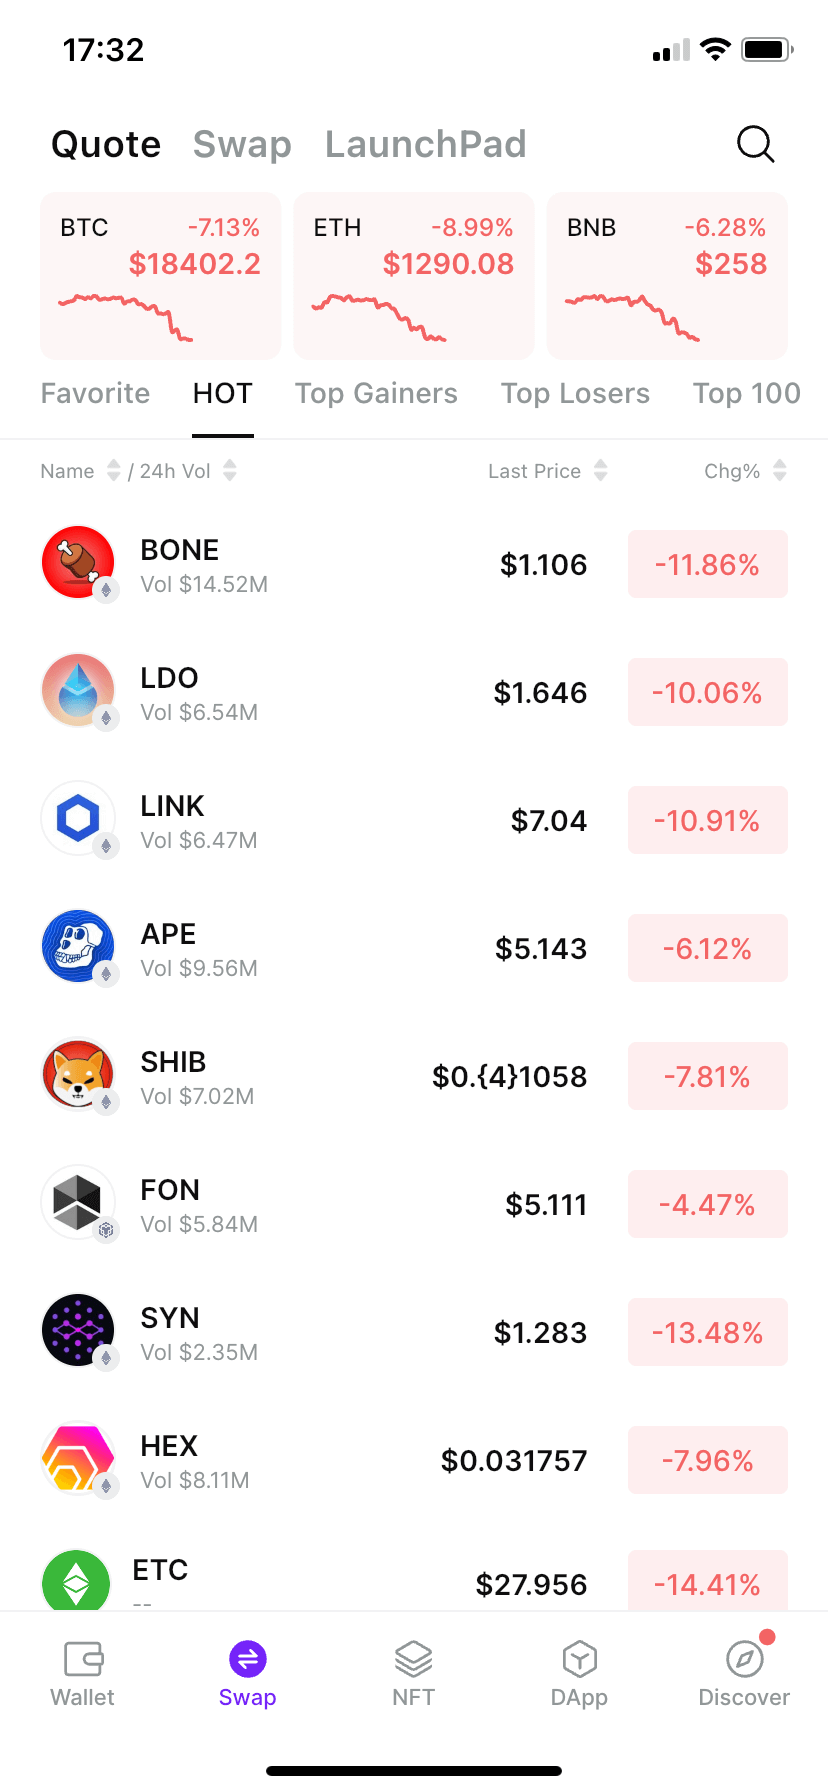 17:32
Quote Swap LaunchPad
BTC -7.13%
$18402.2
ETH -8.99%
$1290.08
BNB -6.28%
$258
Favorite HOT Top Gainers Top Losers Top 100
Name / 24h Vol Last Price Chg%
BONE
Vol $14.52M
$1.106
-11.86%
LDO
Vol $6.54M
$1.646
-10.06%
LINK
Vol $6.47M
$7.04
-10.91%
APE
Vol $9.56M
$5.143
-6.12%
SHIB
Vol $7.02M
$0.{4}1058
-7.81%
FON
Vol $5.84M
$5.111
-4.47%
SYN
Vol $2.35M
$1.283
-13.48%
HEX
Vol $8.11M
$0.031757
-7.96%
ETC
--
$27.956
-14.41%
Wallet Swap NFT DApp Discover